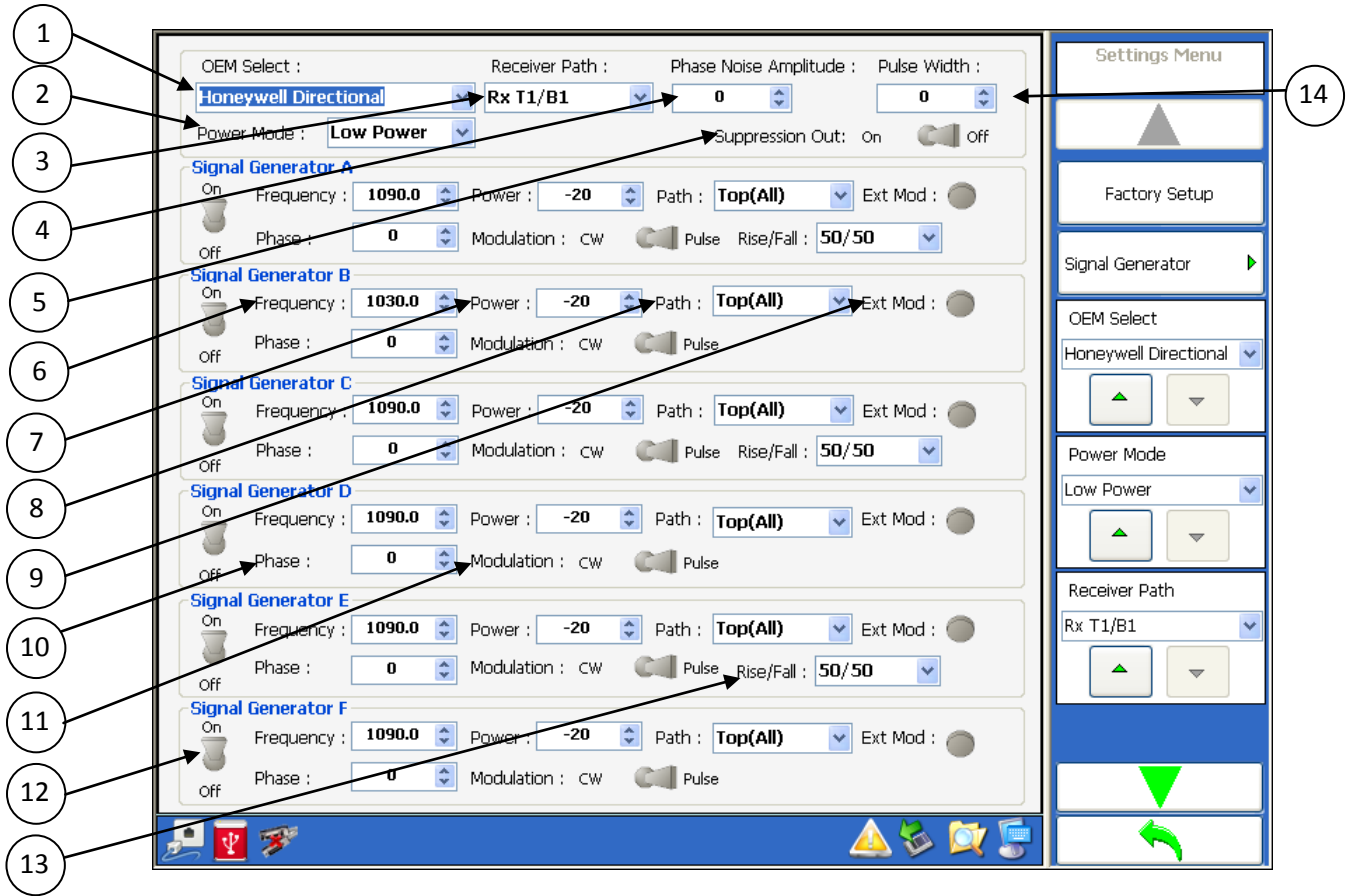 1
2
3
4
5
6
7
8
9
10
11
12
13
14
OEM Select : Receiver Path : Phase Noise Amplitude : Pulse Width :
Honeywell Directional Rx T1/B1 0 0
Power Mode : Low Power Suppression Out: On Off
Signal Generator A
On Frequency : 1090.0 Power : -20 Path : Top(All) Ext Mod :
Off Phase : 0 Modulation : CW Pulse Rise/Fall : 50/50
Signal Generator B
On Frequency : 1030.0 Power : -20 Path : Top(All) Ext Mod :
Off Phase : 0 Modulation : CW Pulse
Signal Generator C
On Frequency : 1090.0 Power : -20 Path : Top(All) Ext Mod :
Off Phase : 0 Modulation : CW Pulse Rise/Fall : 50/50
Signal Generator D
On Frequency : 1090.0 Power : -20 Path : Top(All) Ext Mod :
Off Phase : 0 Modulation : CW Pulse
Signal Generator E
On Frequency : 1090.0 Power : -20 Path : Top(All) Ext Mod :
Off Phase : 0 Modulation : CW Pulse Rise/Fall : 50/50
Signal Generator F
On Frequency : 1090.0 Power : -20 Path : Top(All) Ext Mod :
Off Phase : 0 Modulation : CW Pulse
Settings Menu
Factory Setup
Signal Generator
OEM Select
Honeywell Directional
Power Mode
Low Power
Receiver Path
Rx T1/B1